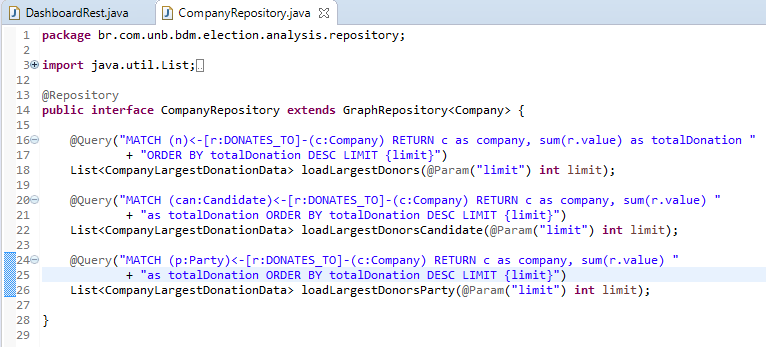 DashboardRest.java CompanyRepository.java
1 package br.com.unb.bdm.election.analysis.repository;
2
3 import java.util.List;
12
13 @Repository
14 public interface CompanyRepository extends GraphRepository<Company> {
15
16 @Query("MATCH (n)<-[r:DONATES_TO]-(c:Company) RETURN c as company, sum(r.value) as totalDonation "
17 + "ORDER BY totalDonation DESC LIMIT {limit}")
18 List<CompanyLargestDonationData> loadLargestDonors(@Param("limit") int limit);
19
20 @Query("MATCH (can:Candidate)<-[r:DONATES_TO]-(c:Company) RETURN c as company, sum(r.value) "
21 + "as totalDonation ORDER BY totalDonation DESC LIMIT {limit}")
22 List<CompanyLargestDonationData> loadLargestDonorsCandidate(@Param("limit") int limit);
23
24 @Query("MATCH (p:Party)<-[r:DONATES_TO]-(c:Company) RETURN c as company, sum(r.value) "
25 + "as totalDonation ORDER BY totalDonation DESC LIMIT {limit}")
26 List<CompanyLargestDonationData> loadLargestDonorsParty(@Param("limit") int limit);
27
28 }
29